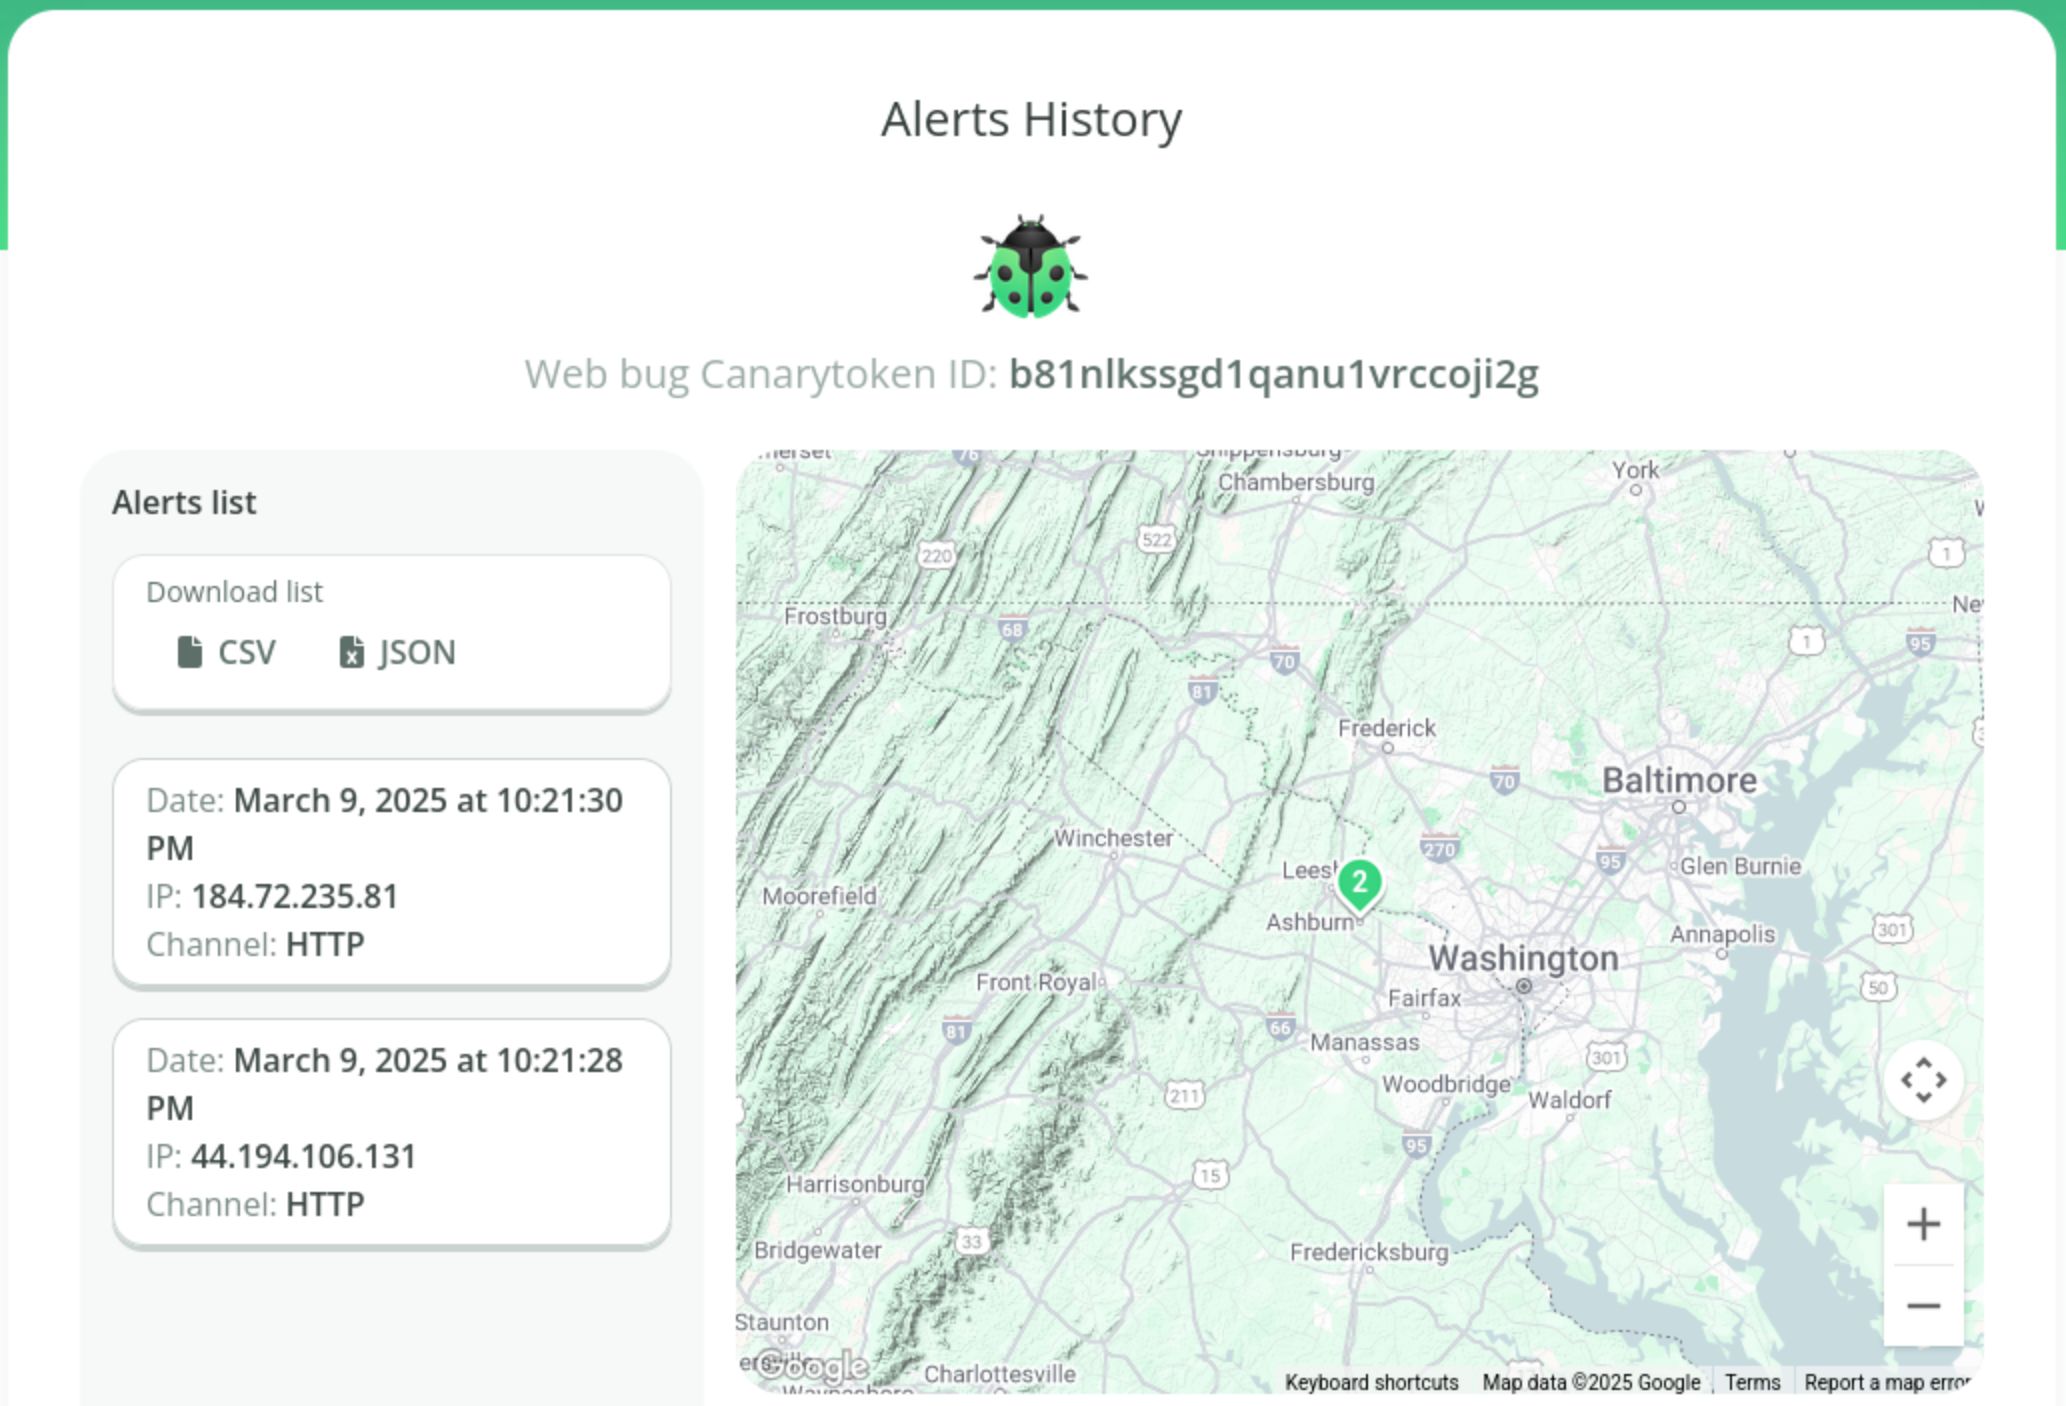 Alerts History
Web bug Canarytoken ID: b81nlkssgd1qanu1vrccoji2g
Alerts list
Download list
CSV JSON
Date: March 9, 2025 at 10:21:30
PM
IP: 184.72.235.81
Channel: HTTP
Date: March 9, 2025 at 10:21:28
PM
IP: 44.194.106.131
Channel: HTTP
76
Shippensburg
Chambersburg
York
522
220
1
Frostburg
68
70
1
95
81
Frederick
70
Baltimore
Winchester
270
95
Glen Burnie
Moorefield
2
Ashburn
Annapolis
301
Washington
Front Royal
Fairfax
50
81
66
Manassas
301
Woodbridge
Waldorf
211
95
15
Harrisonburg
33
Bridgewater
Fredericksburg
Staunton
Google
Charlottesville
Keyboard shortcuts Map data ©2025 Google Terms Report a map error